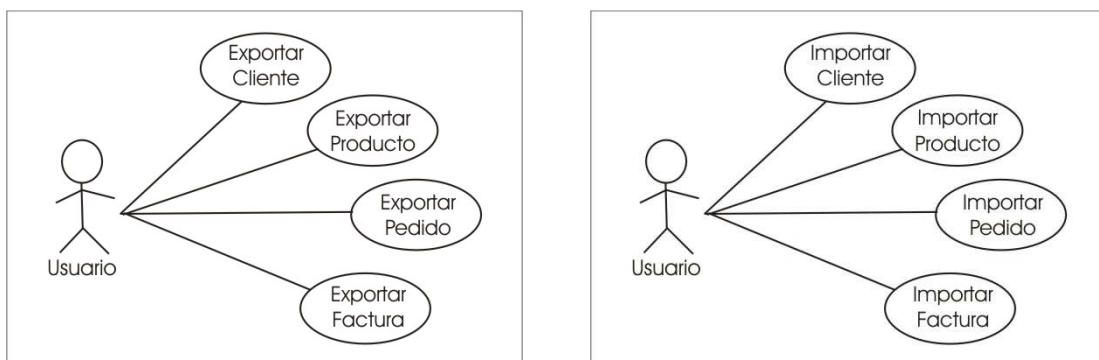 Exportar
Cliente
Exportar
Producto
Exportar
Pedido
Usuario
Exportar
Factura
Importar
Cliente
Importar
Producto
Importar
Pedido
Usuario
Importar
Factura